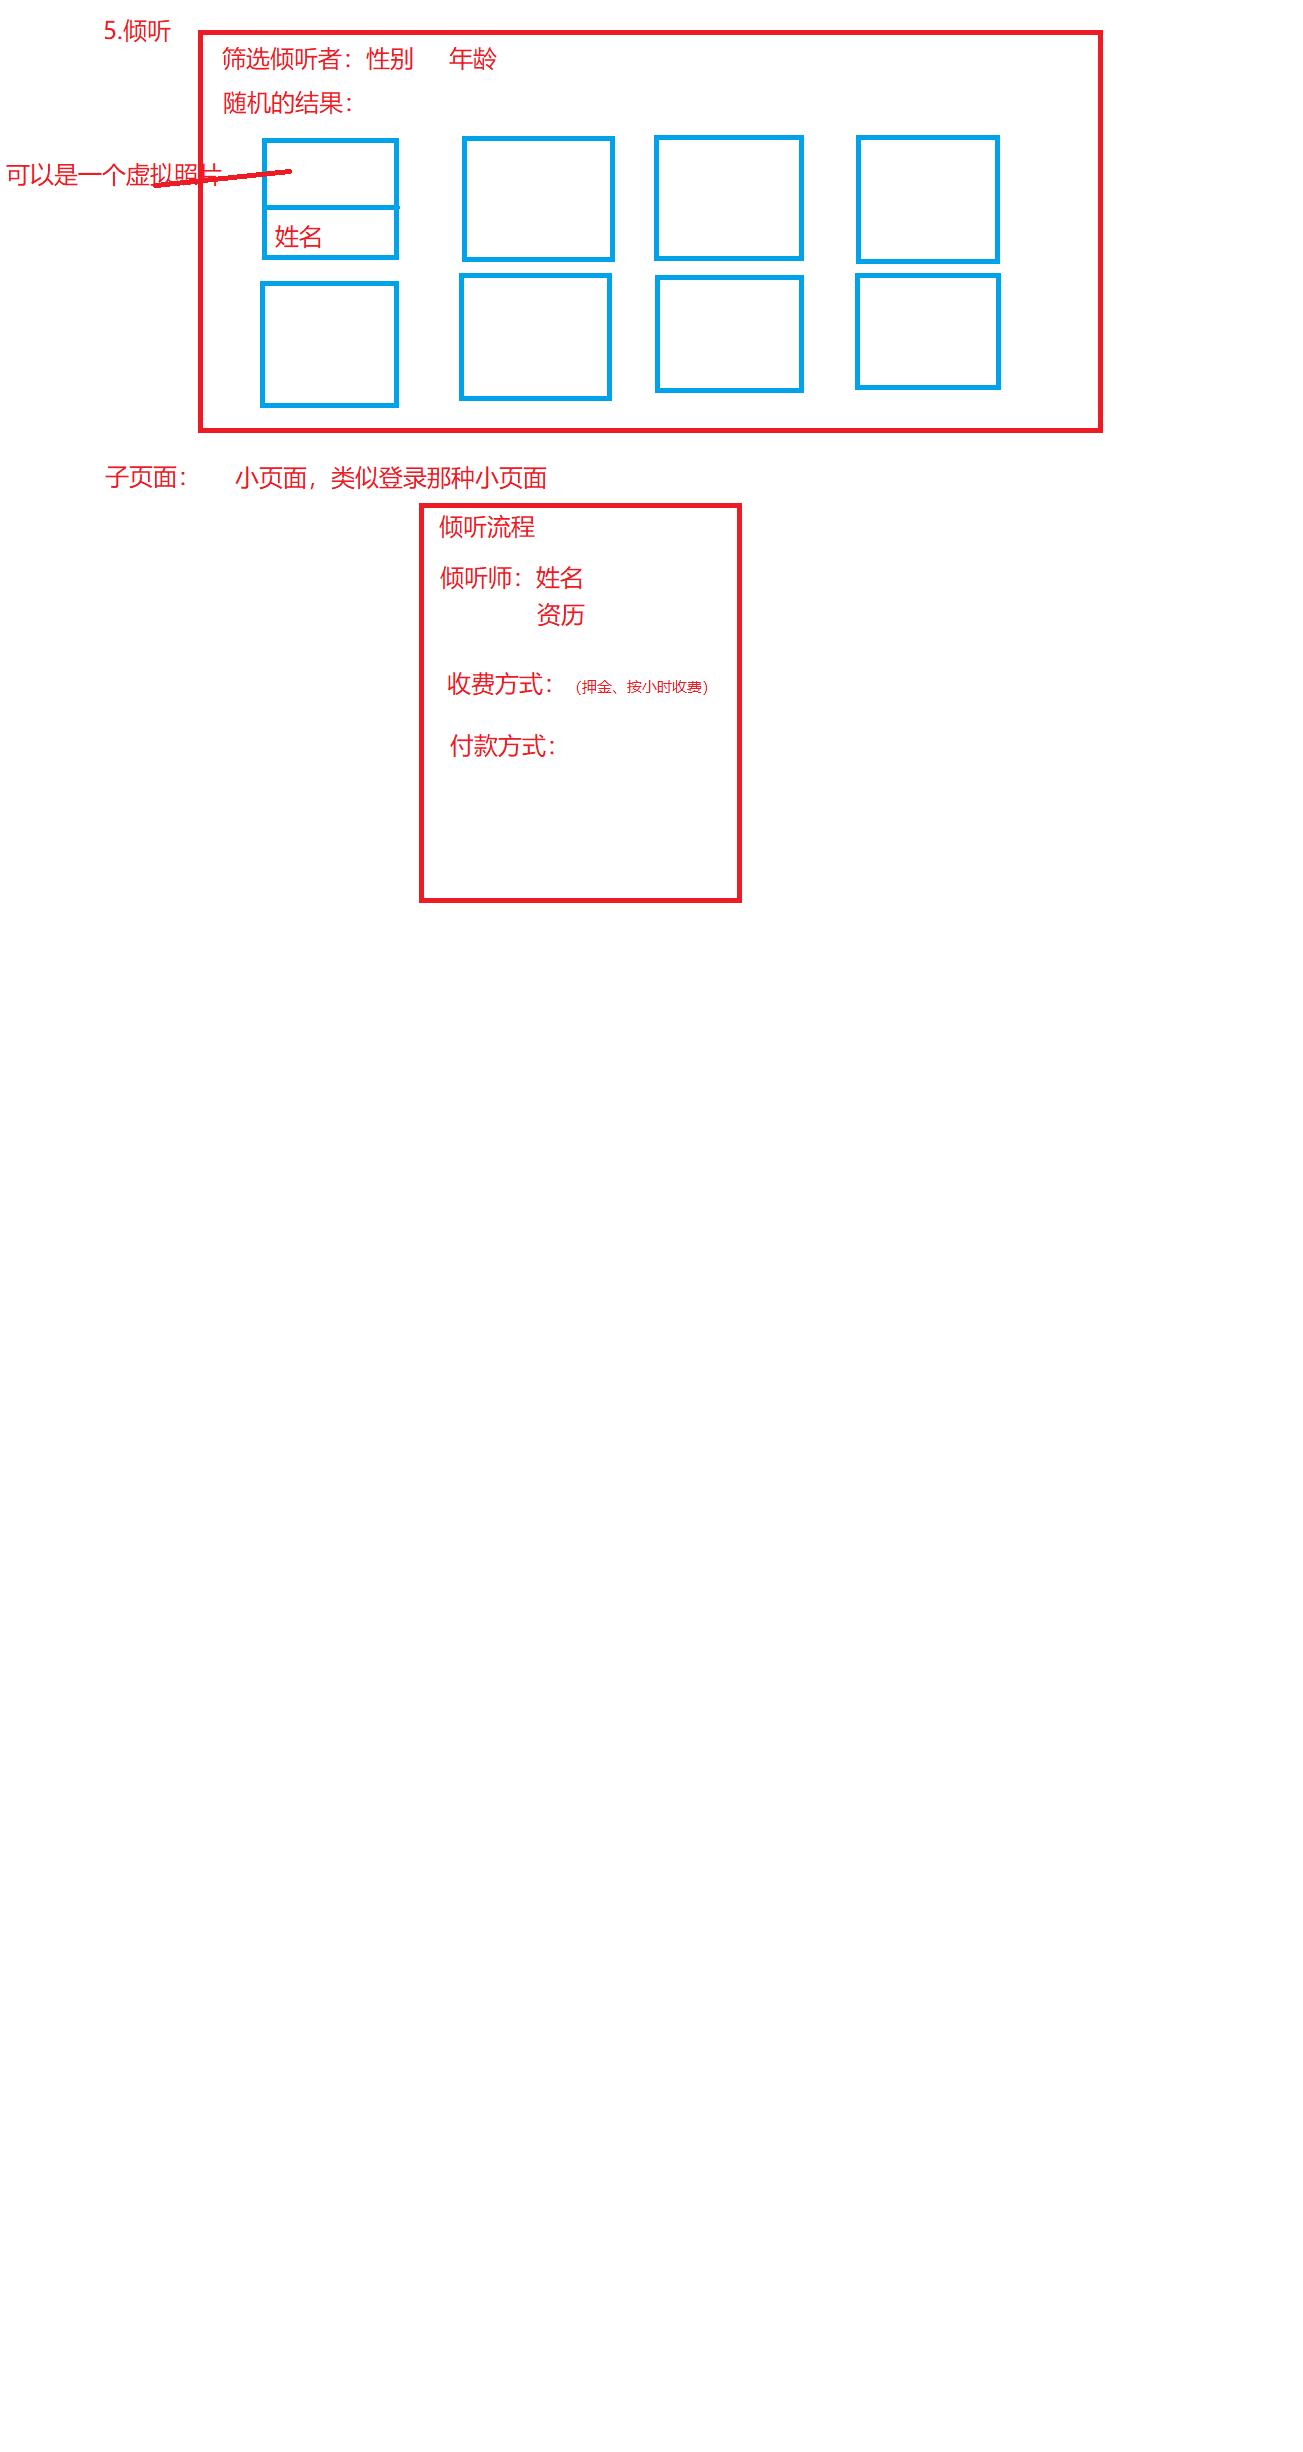 5.倾听
筛选倾听者：性别 年龄
随机的结果：
可以是一个虚拟照片
姓名
子页面： 小页面，类似登录那种小页面
倾听流程
倾听师：姓名
资历
收费方式：（押金、按小时收费）
付款方式：